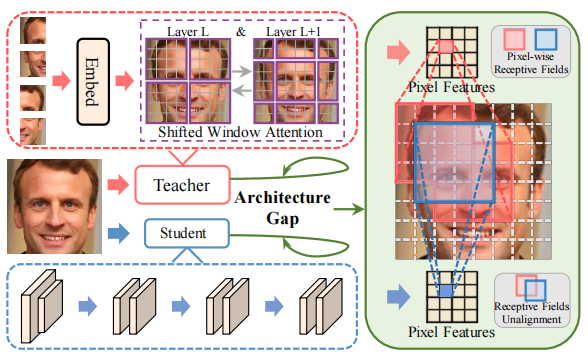 Layer L & Layer L+1
Embed
Shifted Window Attention
Teacher
Student
Architecture
Gap
Pixel Features
Pixel-wise
Receptive Fields
Pixel Features
Receptive Fields
Unalignment